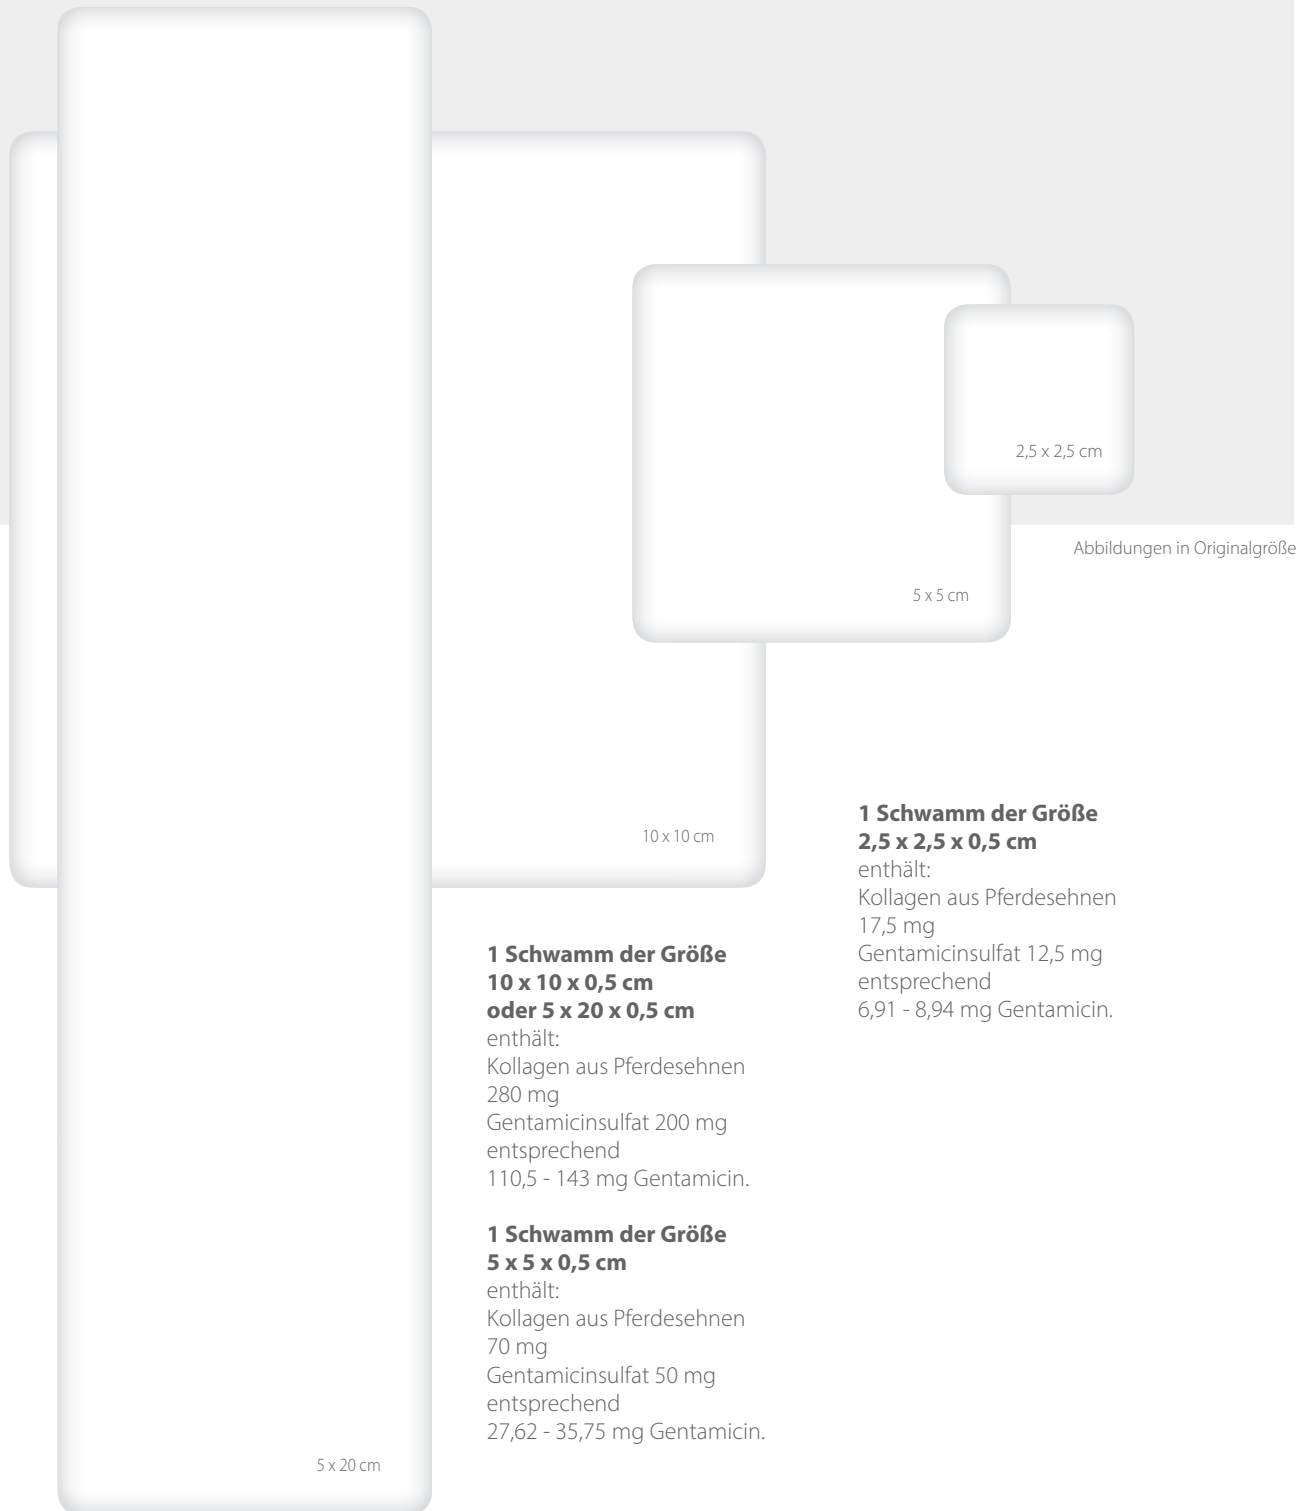 2,5 x 2,5 cm
Abbildungen in Originalgröße
5 x 5 cm
10 x 10 cm
1 Schwamm der Größe
10 x 10 x 0,5 cm
oder 5 x 20 x 0,5 cm
enthält:
Kollagen aus Pferdesehnen
280 mg
Gentamicinsulfat 200 mg
entsprechend
110,5 - 143 mg Gentamicin.
1 Schwamm der Größe
5 x 5 x 0,5 cm
enthält:
Kollagen aus Pferdesehnen
70 mg
Gentamicinsulfat 50 mg
entsprechend
27,62 - 35,75 mg Gentamicin.
1 Schwamm der Größe
2,5 x 2,5 x 0,5 cm
enthält:
Kollagen aus Pferdesehnen
17,5 mg
Gentamicinsulfat 12,5 mg
entsprechend
6,91 - 8,94 mg Gentamicin.
5 x 20 cm